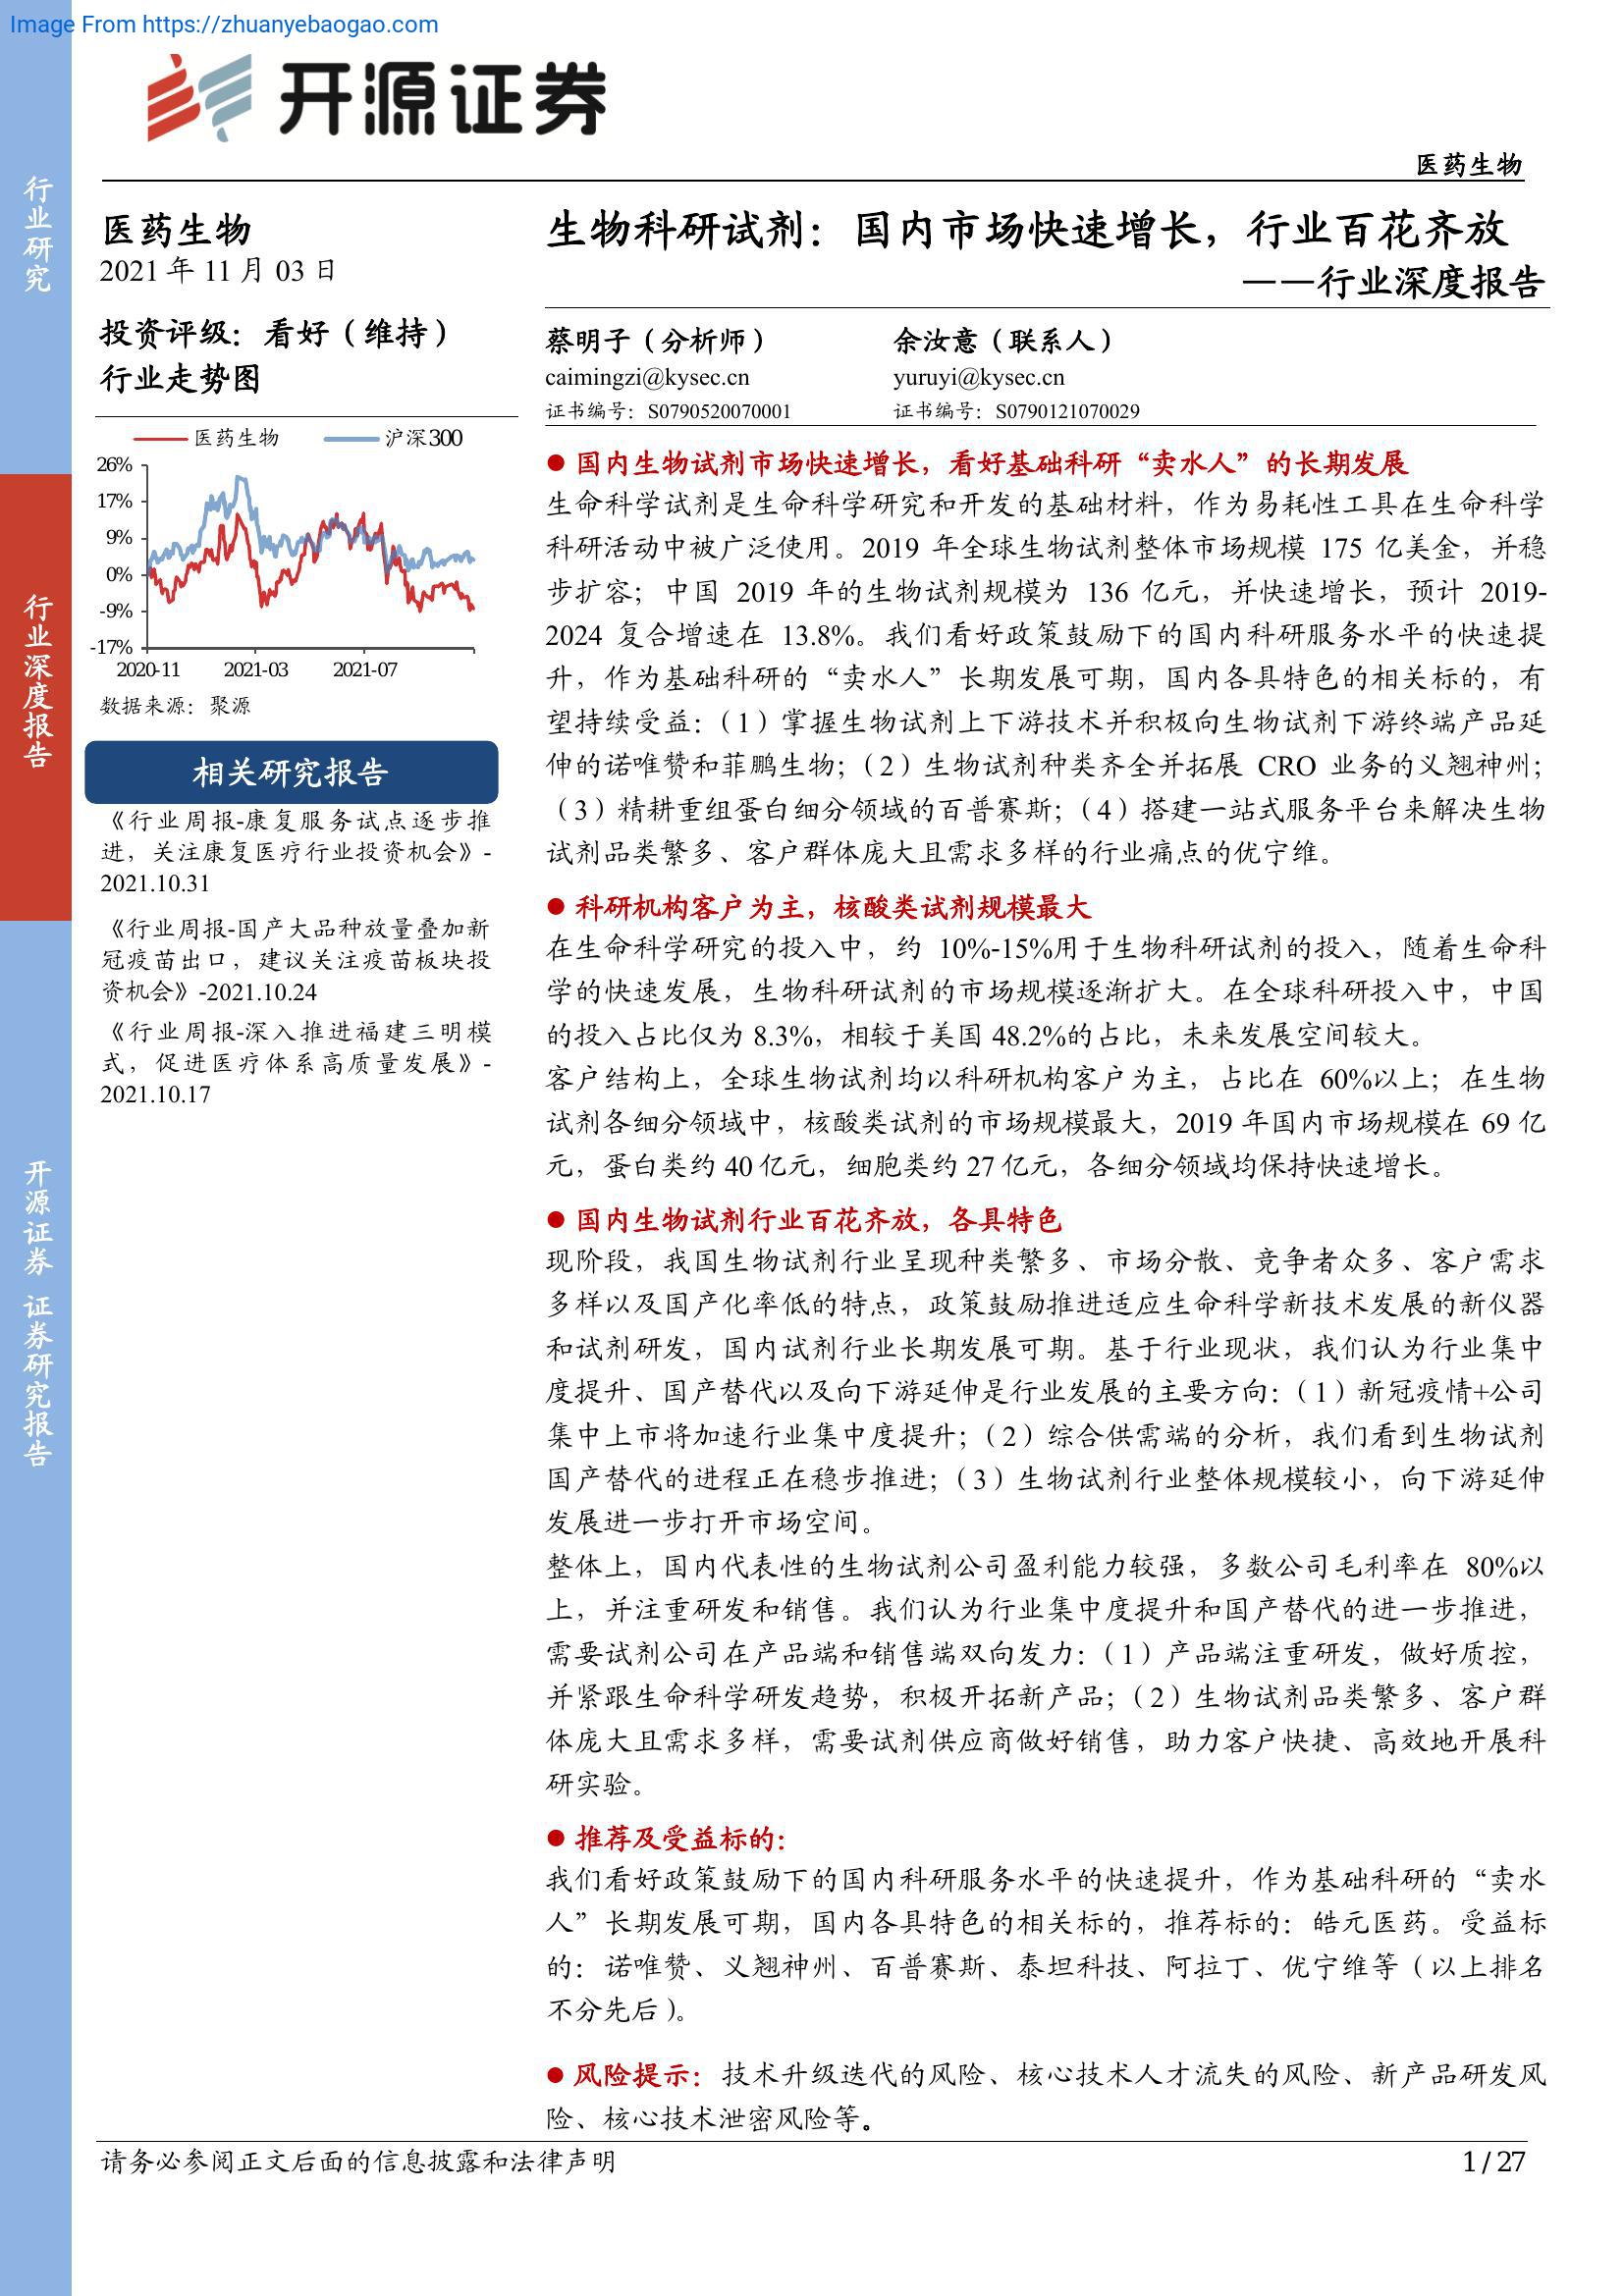 Image From https://zhuanyebaogao.com
开源证券
医药生物
行业研究
行业深度报告
开源证券 证券研究报告
医药生物
2021 年 11 月 03 日
投资评级：看好（维持）
行业走势图
医药生物 沪深300
26%
17%
9%
0%
-9%
-17%
2020-11 2021-03 2021-07
数据来源：聚源
相关研究报告
《行业周报-康复服务试点逐步推
进，关注康复医疗行业投资机会》-
2021.10.31
《行业周报-国产大品种放量叠加新
冠疫苗出口，建议关注疫苗板块投
资机会》-2021.10.24
《行业周报-深入推进福建三明模
式，促进医疗体系高质量发展》-
2021.10.17
生物科研试剂：国内市场快速增长，行业百花齐放
——行业深度报告
蔡明子（分析师） 余汝意（联系人）
caimingzi@kysec.cn yuruyi@kysec.cn
证书编号：S0790520070001 证书编号：S0790121070029
● 国内生物试剂市场快速增长，看好基础科研“卖水人”的长期发展
生命科学试剂是生命科学研究和开发的基础材料，作为易耗性工具在生命科学
科研活动中被广泛使用。2019 年全球生物试剂整体市场规模 175 亿美金，并稳
步扩容；中国 2019 年的生物试剂规模为 136 亿元，并快速增长，预计 2019-
2024 复合增速在 13.8%。我们看好政策鼓励下的国内科研服务水平的快速提
升，作为基础科研的“卖水人”长期发展可期，国内各具特色的相关标的，有
望持续受益：（1）掌握生物试剂上下游技术并积极向生物试剂下游终端产品延
伸的诺唯赞和菲鹏生物；（2）生物试剂种类齐全并拓展 CRO 业务的义翘神州；
（3）精耕重组蛋白细分领域的百普赛斯；（4）搭建一站式服务平台来解决生物
试剂品类繁多、客户群体庞大且需求多样的行业痛点的优宁维。
● 科研机构客户为主，核酸类试剂规模最大
在生命科学研究的投入中，约 10%-15%用于生物科研试剂的投入，随着生命科
学的快速发展，生物科研试剂的市场规模逐渐扩大。在全球科研投入中，中国
的投入占比仅为 8.3%，相较于美国 48.2%的占比，未来发展空间较大。
客户结构上，全球生物试剂均以科研机构客户为主，占比在 60%以上；在生物
试剂各细分领域中，核酸类试剂的市场规模最大，2019 年国内市场规模在 69 亿
元，蛋白类约 40 亿元，细胞类约 27 亿元，各细分领域均保持快速增长。
● 国内生物试剂行业百花齐放，各具特色
现阶段，我国生物试剂行业呈现种类繁多、市场分散、竞争者众多、客户需求
多样以及国产化率低的特点，政策鼓励推进适应生命科学新技术发展的新仪器
和试剂研发，国内试剂行业长期发展可期。基于行业现状，我们认为行业集中
度提升、国产替代以及向下游延伸是行业发展的主要方向：（1）新冠疫情+公司
集中上市将加速行业集中度提升；（2）综合供需端的分析，我们看到生物试剂
国产替代的进程正在稳步推进；（3）生物试剂行业整体规模较小，向下游延伸
发展进一步打开市场空间。
整体上，国内代表性的生物试剂公司盈利能力较强，多数公司毛利率在 80%以
上，并注重研发和销售。我们认为行业集中度提升和国产替代的进一步推进，
需要试剂公司在产品端和销售端双向发力：（1）产品端注重研发，做好质控，
并紧跟生命科学研发趋势，积极开拓新产品；（2）生物试剂品类繁多、客户群
体庞大且需求多样，需要试剂供应商做好销售，助力客户快捷、高效地开展科
研实验。
● 推荐及受益标的：
我们看好政策鼓励下的国内科研服务水平的快速提升，作为基础科研的“卖水
人”长期发展可期，国内各具特色的相关标的，推荐标的：皓元医药。受益标
的：诺唯赞、义翘神州、百普赛斯、泰坦科技、阿拉丁、优宁维等（以上排名
不分先后）。
● 风险提示：技术升级迭代的风险、核心技术人才流失的风险、新产品研发风
险、核心技术泄密风险等。
请务必参阅正文后面的信息披露和法律声明 1 / 27